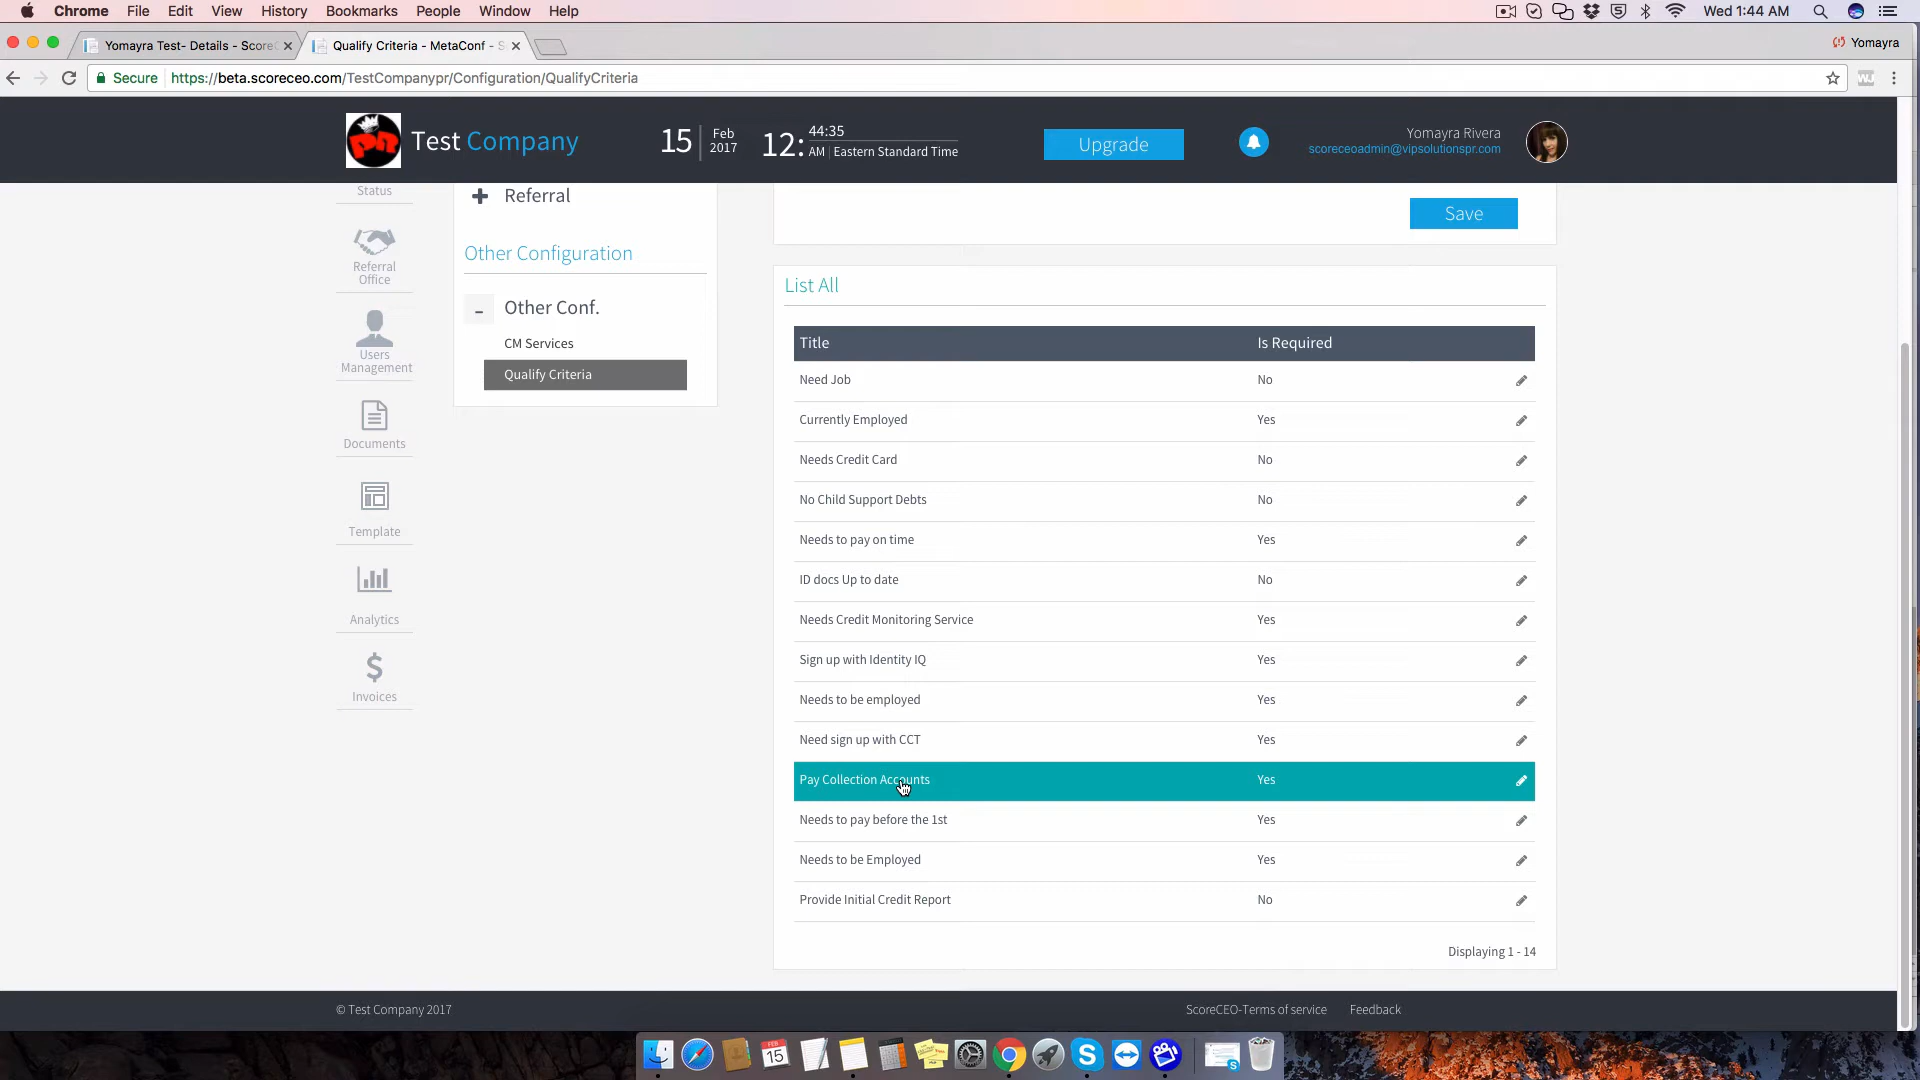 Chrome File Edit View History Bookmarks People Window Help
Wed 1:44 AM
Yomayra Test- Details - Score
Qualify Criteria - MetaConf - S
Yomayra
Secure https://beta.scoreceo.com/TestCompanypr/Configuration/QualifyCriteria
Test Company
15 Feb 2017
12: 44:35 AM | Eastern Standard Time
Upgrade
Yomayra Rivera
scoreceoadmin@vipsolutionspr.com
Status
Referral
Office
Users
Management
Documents
Template
Analytics
Invoices
Referral
Other Configuration
Other Conf.
CM Services
Qualify Criteria
Save
List All
Title Is Required
Need Job No
Currently Employed Yes
Needs Credit Card No
No Child Support Debts No
Needs to pay on time Yes
ID docs Up to date No
Needs Credit Monitoring Service Yes
Sign up with Identity IQ Yes
Needs to be employed Yes
Need sign up with CCT Yes
Pay Collection Accounts Yes
Needs to pay before the 1st Yes
Needs to be Employed Yes
Provide Initial Credit Report No
Displaying 1 - 14
© Test Company 2017
ScoreCEO-Terms of service Feedback
FEB
15